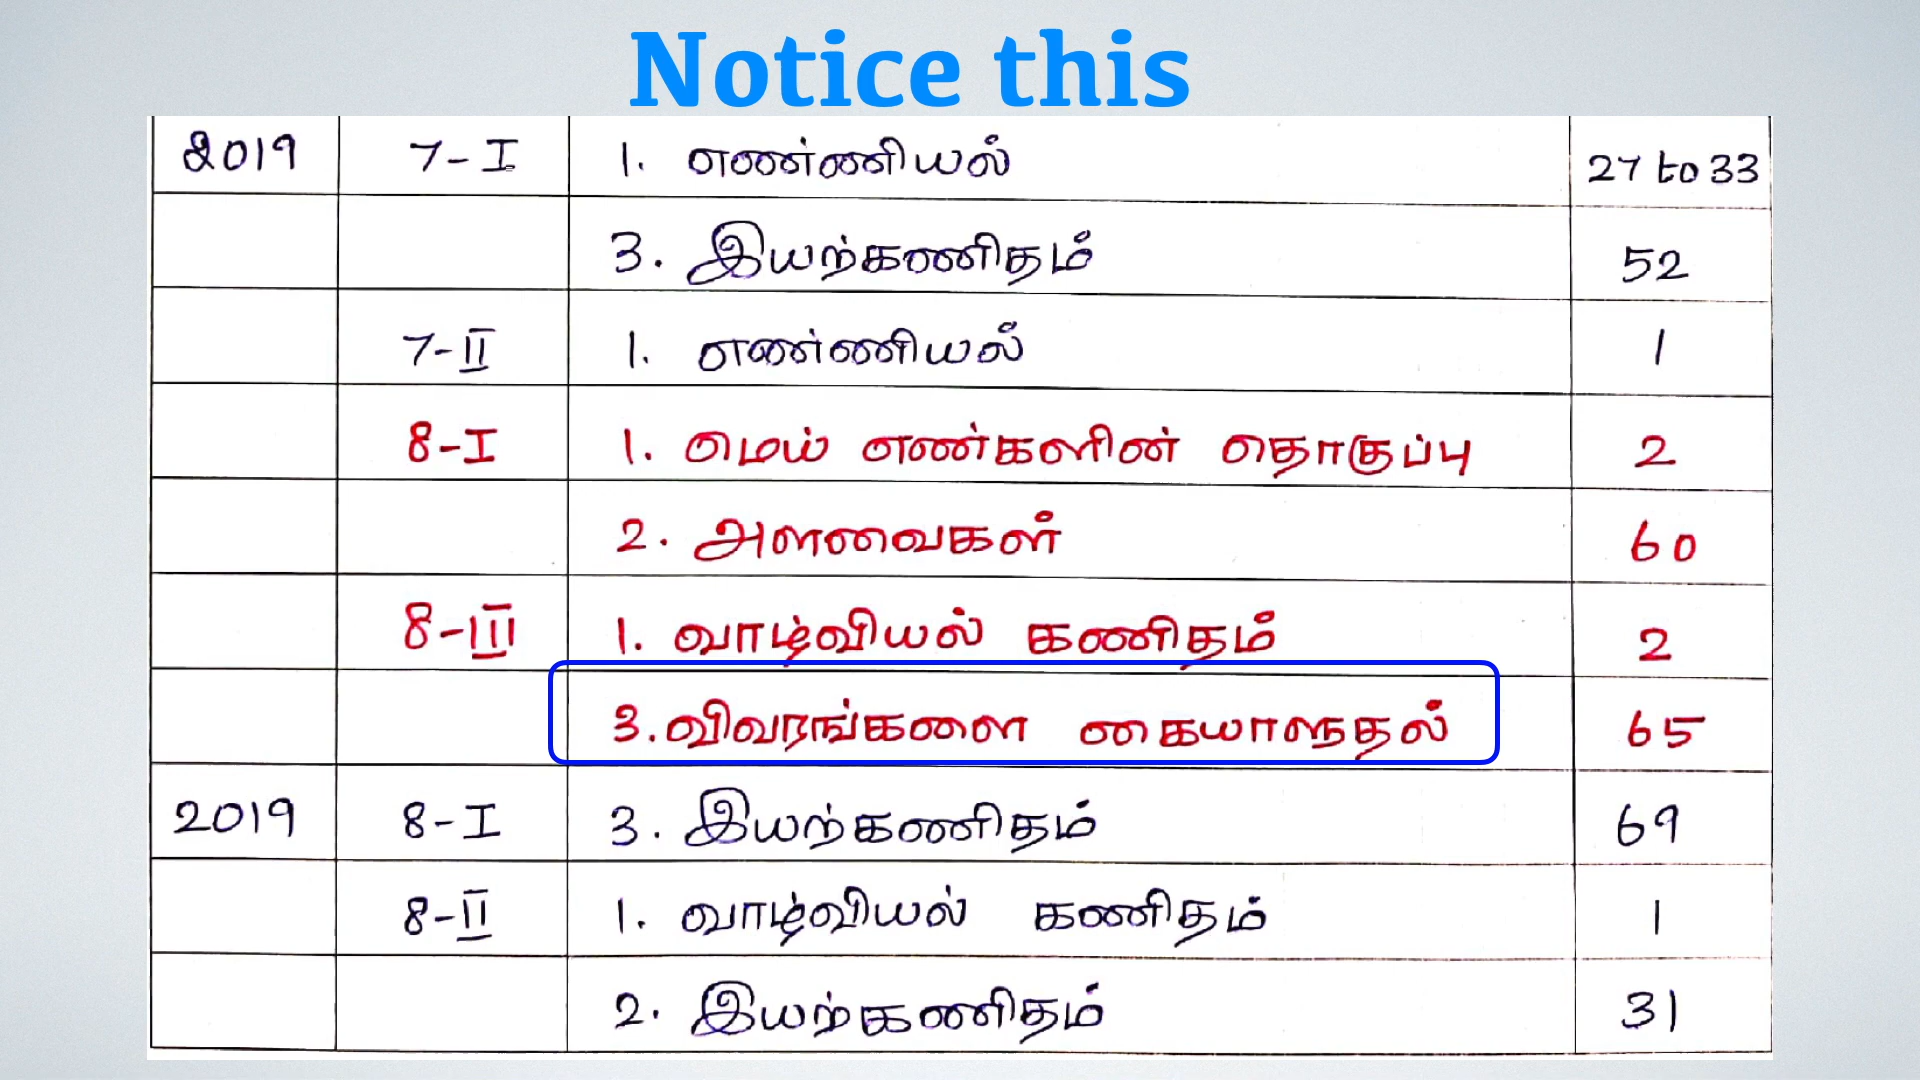 Notice this
2019 7-I 1. எண்ணியல் 27 to 33
3. இயற்கணிதம் 52
7-II 1. எண்ணியல் 1
8-I 1. மெய் எண்களின் தொகுப்பு 2
2. அளவைகள் 60
8-III 1. வாழ்வியல் கணிதம் 2
3. விவரங்களை கையாளுதல் 65
2019 8-I 3. இயற்கணிதம் 69
8-II 1. வாழ்வியல் கணிதம் 1
2. இயற்கணிதம் 31